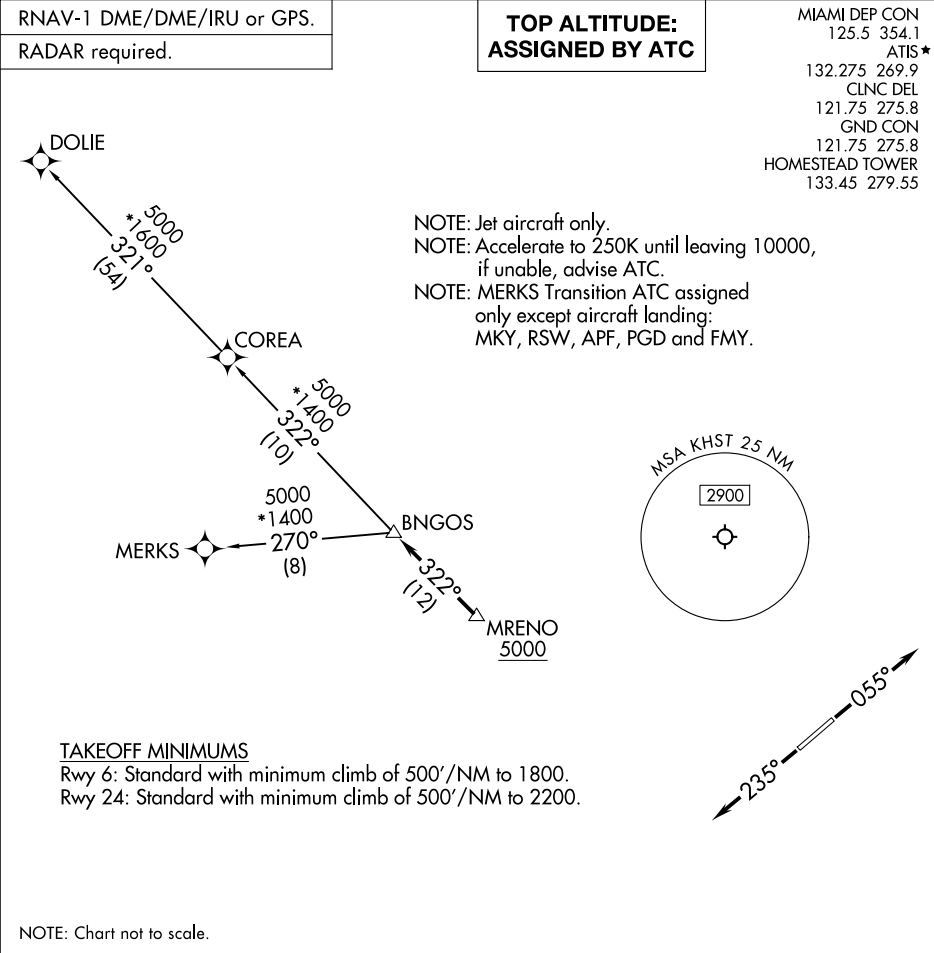 RNAV-1 DME/DME/IRU or GPS.
RADAR required.
TOP ALTITUDE:
ASSIGNED BY ATC
MIAMI DEP CON
125.5 354.1
ATIS★
132.275 269.9
CLNC DEL
121.75 275.8
GND CON
121.75 275.8
HOMESTEAD TOWER
133.45 279.55
DOLIE
5000
*1600
321°
(54)
NOTE: Jet aircraft only.
NOTE: Accelerate to 250K until leaving 10000,
if unable, advise ATC.
NOTE: MERKS Transition ATC assigned
only except aircraft landing:
MKY, RSW, APF, PGD and FMY.
COREA
5000
*1400
322°
(10)
MSA KHST 25 NM
2900
5000
*1400
270°
(8)
MERKS
BNGOS
322°
(12)
MRENO
5000
055°
235°
TAKEOFF MINIMUMS
Rwy 6: Standard with minimum climb of 500'/NM to 1800.
Rwy 24: Standard with minimum climb of 500'/NM to 2200.
NOTE: Chart not to scale.